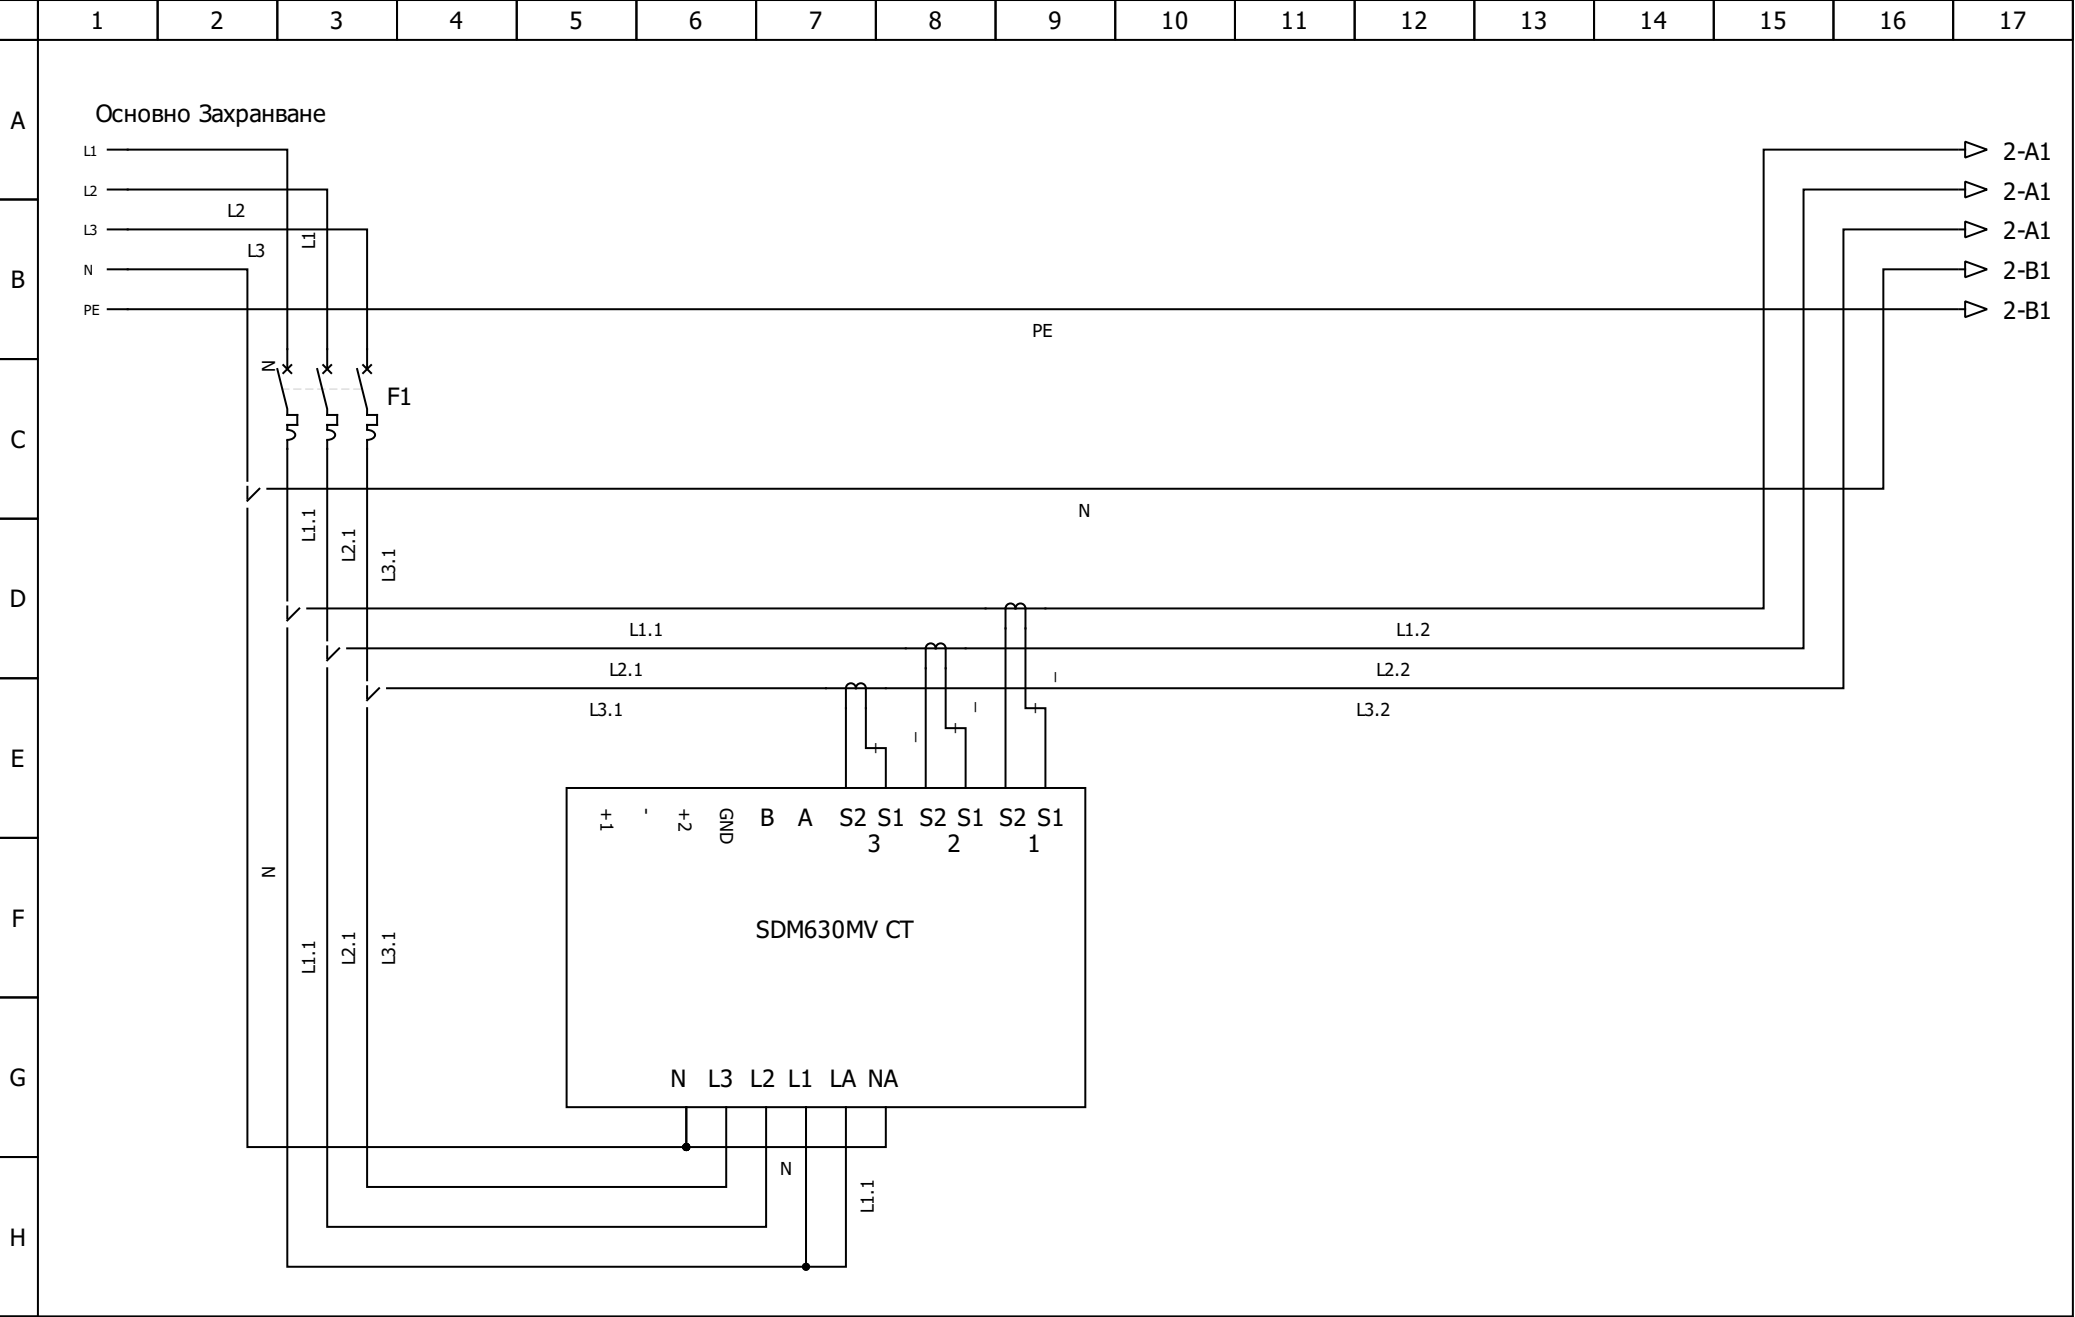 1 2 3 4 5 6 7 8 9 10 11 12 13 14 15 16 17
A
Основно Захранване
L1
2-A1
L2
2-A1
L2
L3
2-A1
L1
L3
N
2-B1
B
PE
2-B1
PE
N
F1
C
N
L1.1
L2.1
L3.1
D
L1.1
L1.2
L2.1
L2.2
L3.1
L3.2
E
+1 - +2 GND B A S2 S1 S2 S1 S2 S1
3 2 1
N
F
SDM630MV CT
L1.1
L2.1
L3.1
G
N L3 L2 L1 LA NA
N
L1.1
H